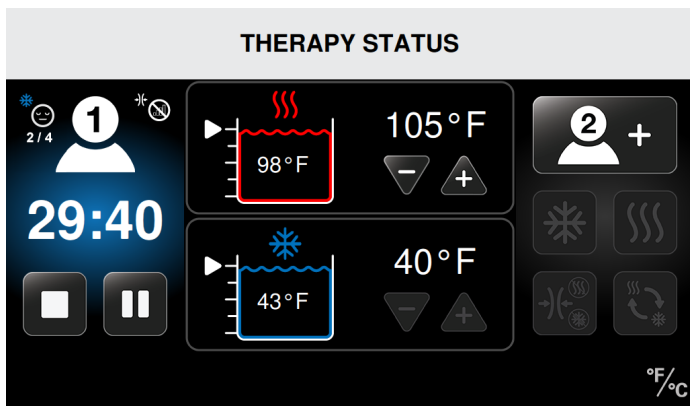 THERAPY STATUS
1
2 / 4
29:40
98°F
105°F
− +
43°F
40°F
− +
2 +
°F/°C